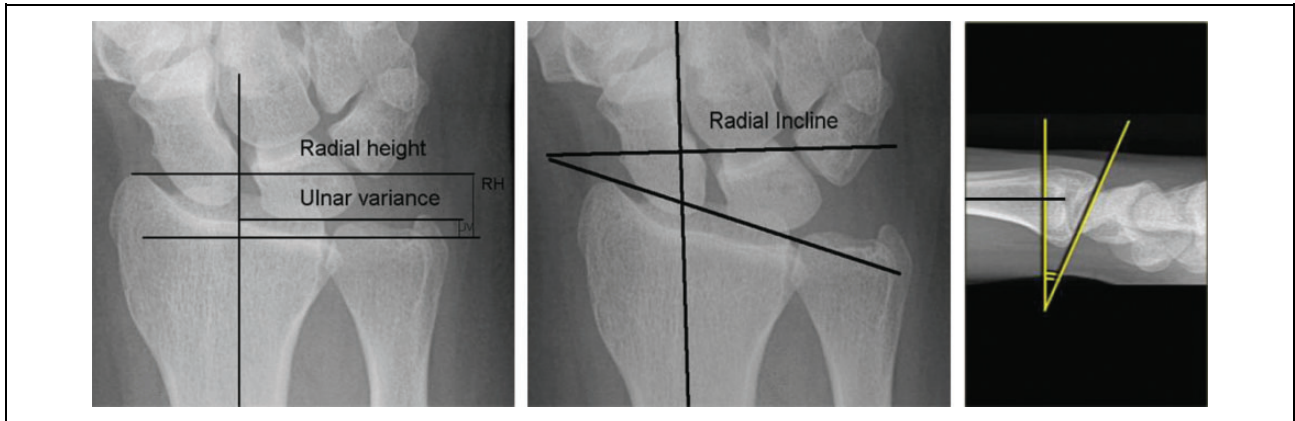 Radial height
RH
Ulnar variance
UV
Radial Incline